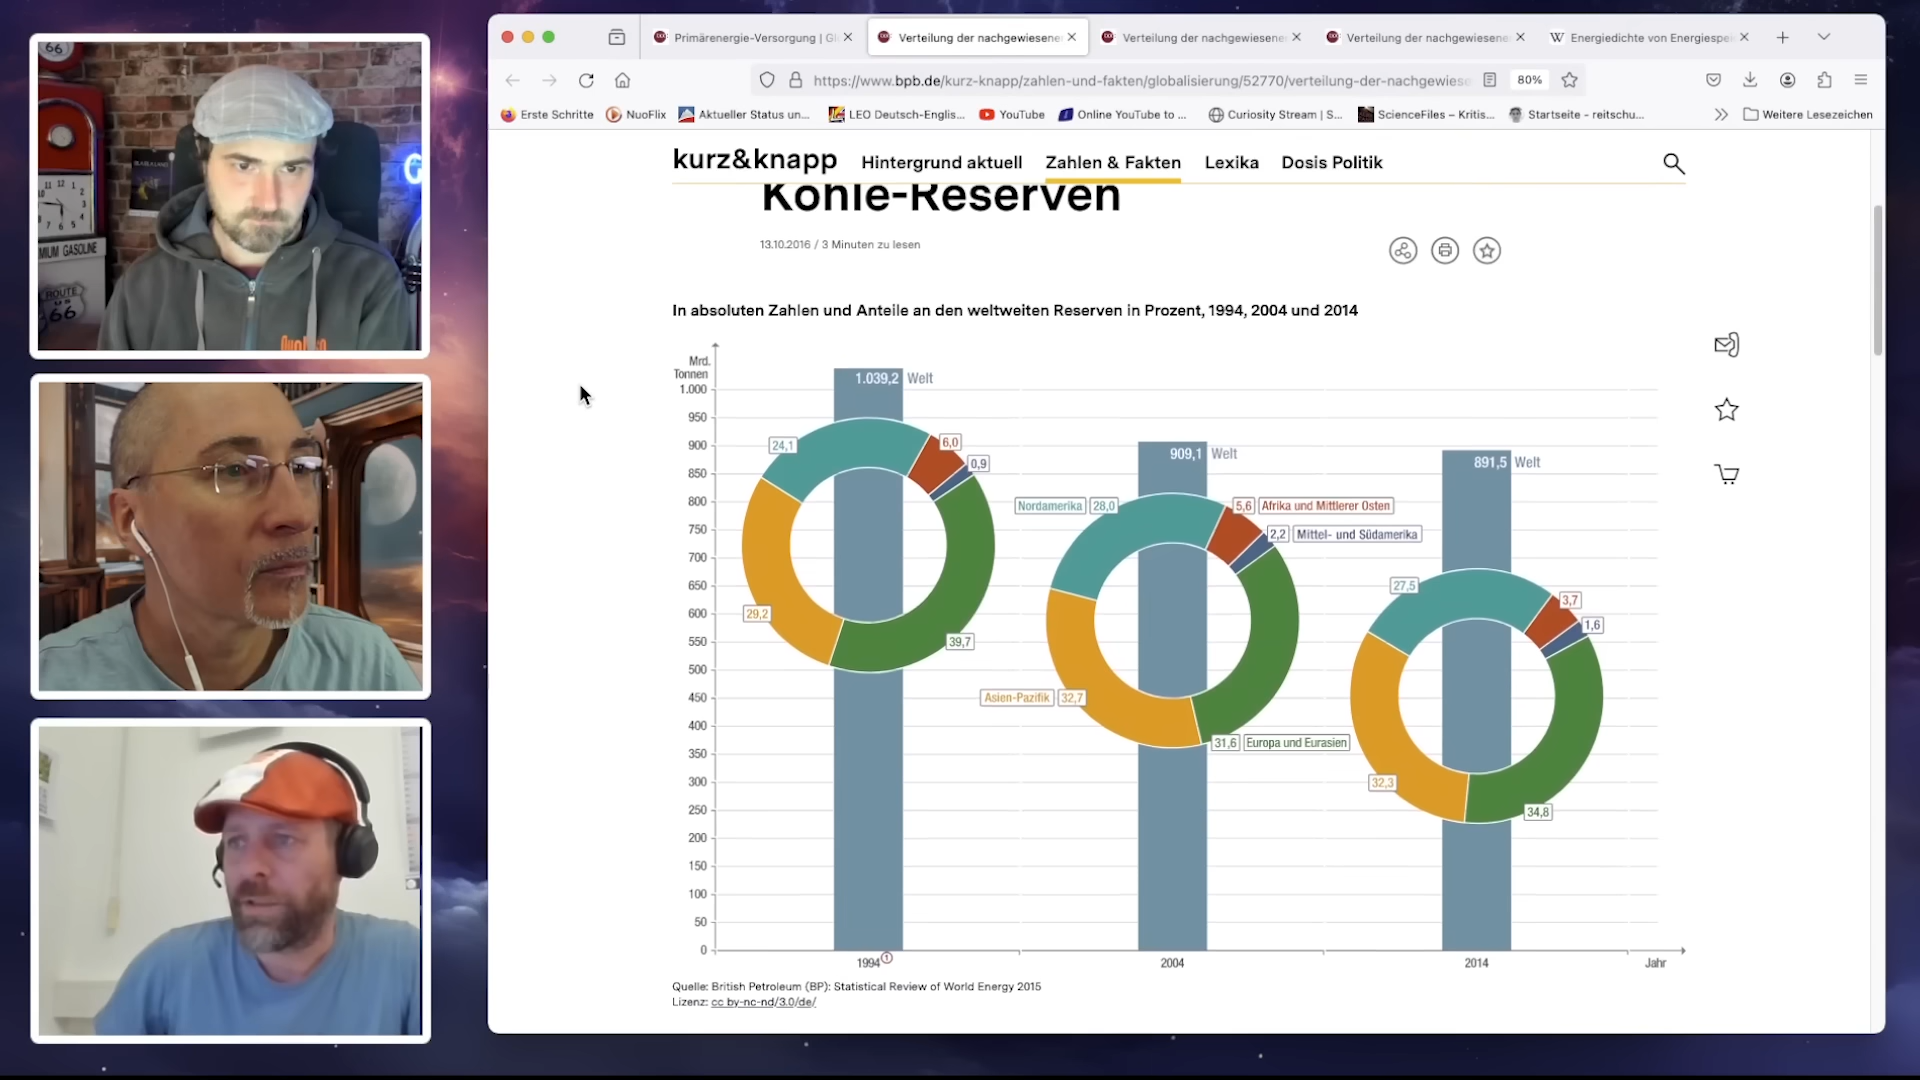 66
MIUM GASOLINE
ROUTE
US
66
Primärenergie-Versorgung | Gl
Verteilung der nachgewiesene
Verteilung der nachgewiesene
Verteilung der nachgewiesene
Energiedichte von Energiespei
https://www.bpb.de/kurz-knapp/zahlen-und-fakten/globalisierung/52770/verteilung-der-nachgewiesc
80%
Erste Schritte
NuoFlix
Aktueller Status un...
LEO Deutsch-Englis...
YouTube
Online YouTube to ...
Curiosity Stream | S...
ScienceFiles – Kritis...
Startseite - reitschu...
Weitere Lesezeichen
kurz&knapp
Hintergrund aktuell
Zahlen & Fakten
Lexika
Dosis Politik
Kohle-Reserven
13.10.2016 / 3 Minuten zu lesen
In absoluten Zahlen und Anteile an den weltweiten Reserven in Prozent, 1994, 2004 und 2014
Mrd.
Tonnen
1.000
950
900
850
800
750
700
650
600
550
500
450
400
350
300
250
200
150
100
50
0
1.039,2 Welt
24,1
6,0
0,9
29,2
39,7
909,1 Welt
Nordamerika 28,0
5,6 Afrika und Mittlerer Osten
2,2 Mittel- und Südamerika
Asien-Pazifik 32,7
31,6 Europa und Eurasien
891,5 Welt
27,5
3,7
1,6
32,3
34,8
1994 1
2004
2014
Jahr
Quelle: British Petroleum (BP): Statistical Review of World Energy 2015
Lizenz: cc by-nc-nd/3.0/de/